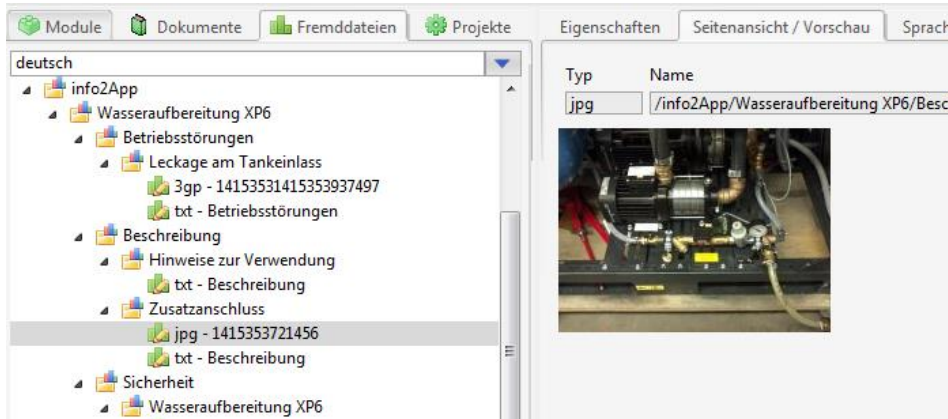 Module Dokumente Fremddateien Projekte
deutsch
info2App
Wasseraufbereitung XP6
Betriebsstörungen
Leckage am Tankeinlass
3gp - 14153531415353937497
txt - Betriebsstörungen
Beschreibung
Hinweise zur Verwendung
txt - Beschreibung
Zusatzanschluss
jpg - 1415353721456
txt - Beschreibung
Sicherheit
Wasseraufbereitung XP6
Eigenschaften Seitenansicht / Vorschau Sprach
Typ Name
jpg /info2App/Wasseraufbereitung XP6/Besc